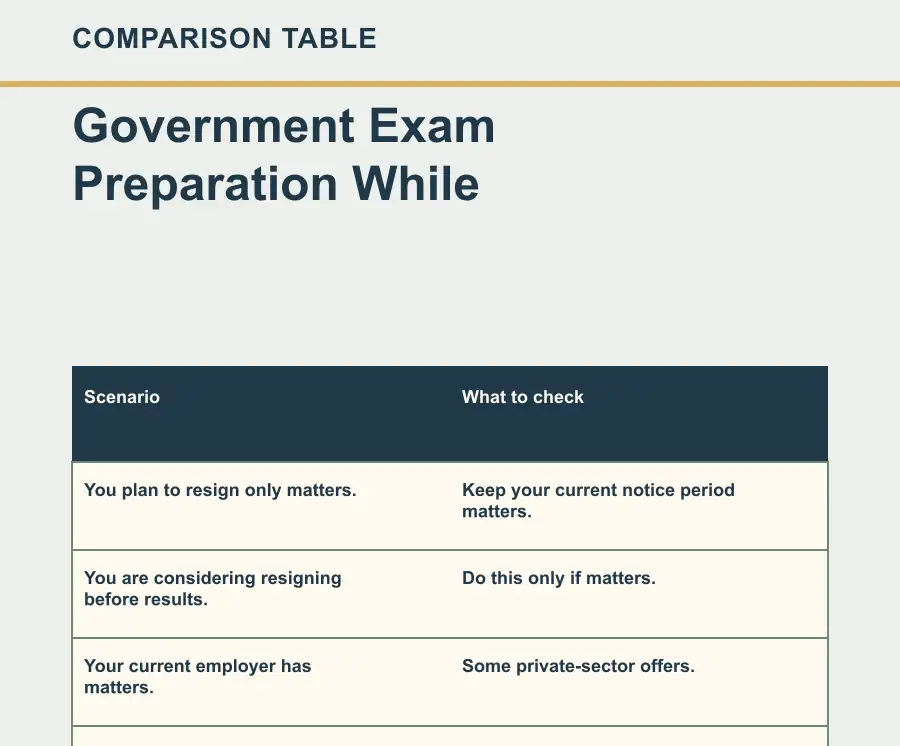 COMPARISON TABLE
Government Exam
Preparation While
Scenario
What to check
You plan to resign only matters.
Keep your current notice period
matters.
You are considering resigning
before results.
Do this only if matters.
Your current employer has
matters.
Some private-sector offers.